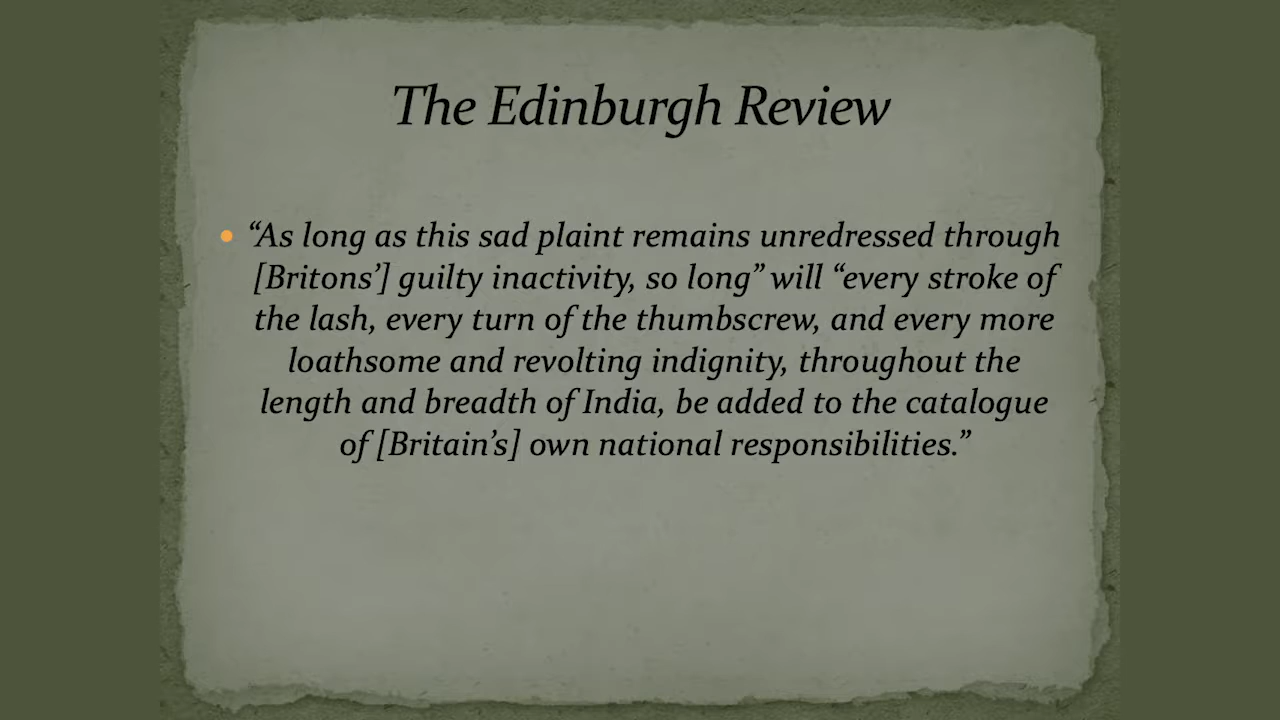 The Edinburgh Review
• “As long as this sad plaint remains unredressed through
[Britons’] guilty inactivity, so long” will “every stroke of
the lash, every turn of the thumbscrew, and every more
loathsome and revolting indignity, throughout the
length and breadth of India, be added to the catalogue
of [Britain’s] own national responsibilities.”